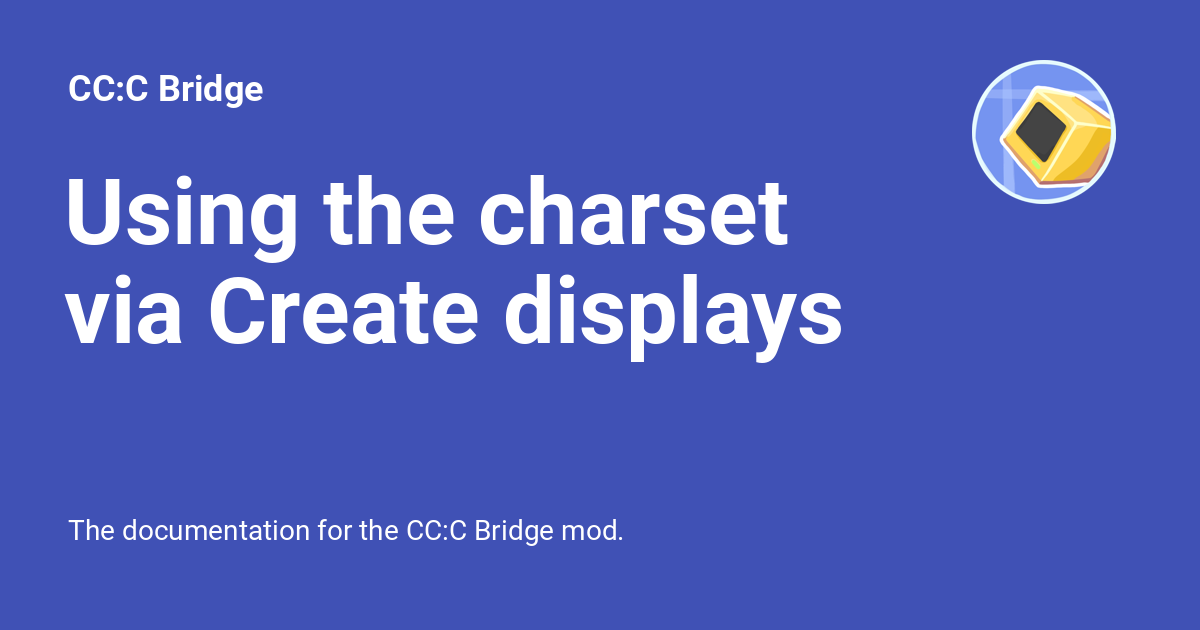 CC:C Bridge
Using the charset
via Create displays
The documentation for the CC:C Bridge mod.